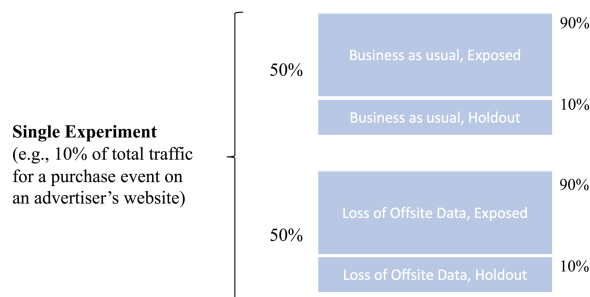 90%
Business as usual, Exposed
50%
10%
Business as usual, Holdout
Single Experiment
(e.g., 10% of total traffic
for a purchase event on
an advertiser's website)
90%
Loss of Offsite Data, Exposed
50%
10%
Loss of Offsite Data, Holdout